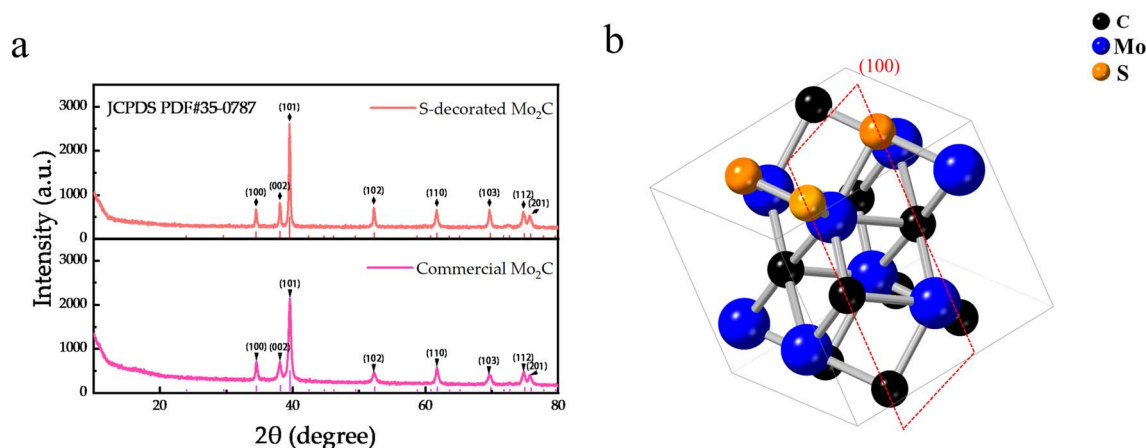 a
JCPDS PDF#35-0787
S-decorated Mo₂C
(100)
(002)
(101)
(102)
(110)
(103)
(112)
(201)
3000
2000
1000
0
Commercial Mo₂C
(100)
(002)
(101)
(102)
(110)
(103)
(112)
(201)
3000
2000
1000
0
20
40
60
80
Intensity (a.u.)
2θ (degree)
b
(100)
C
Mo
S